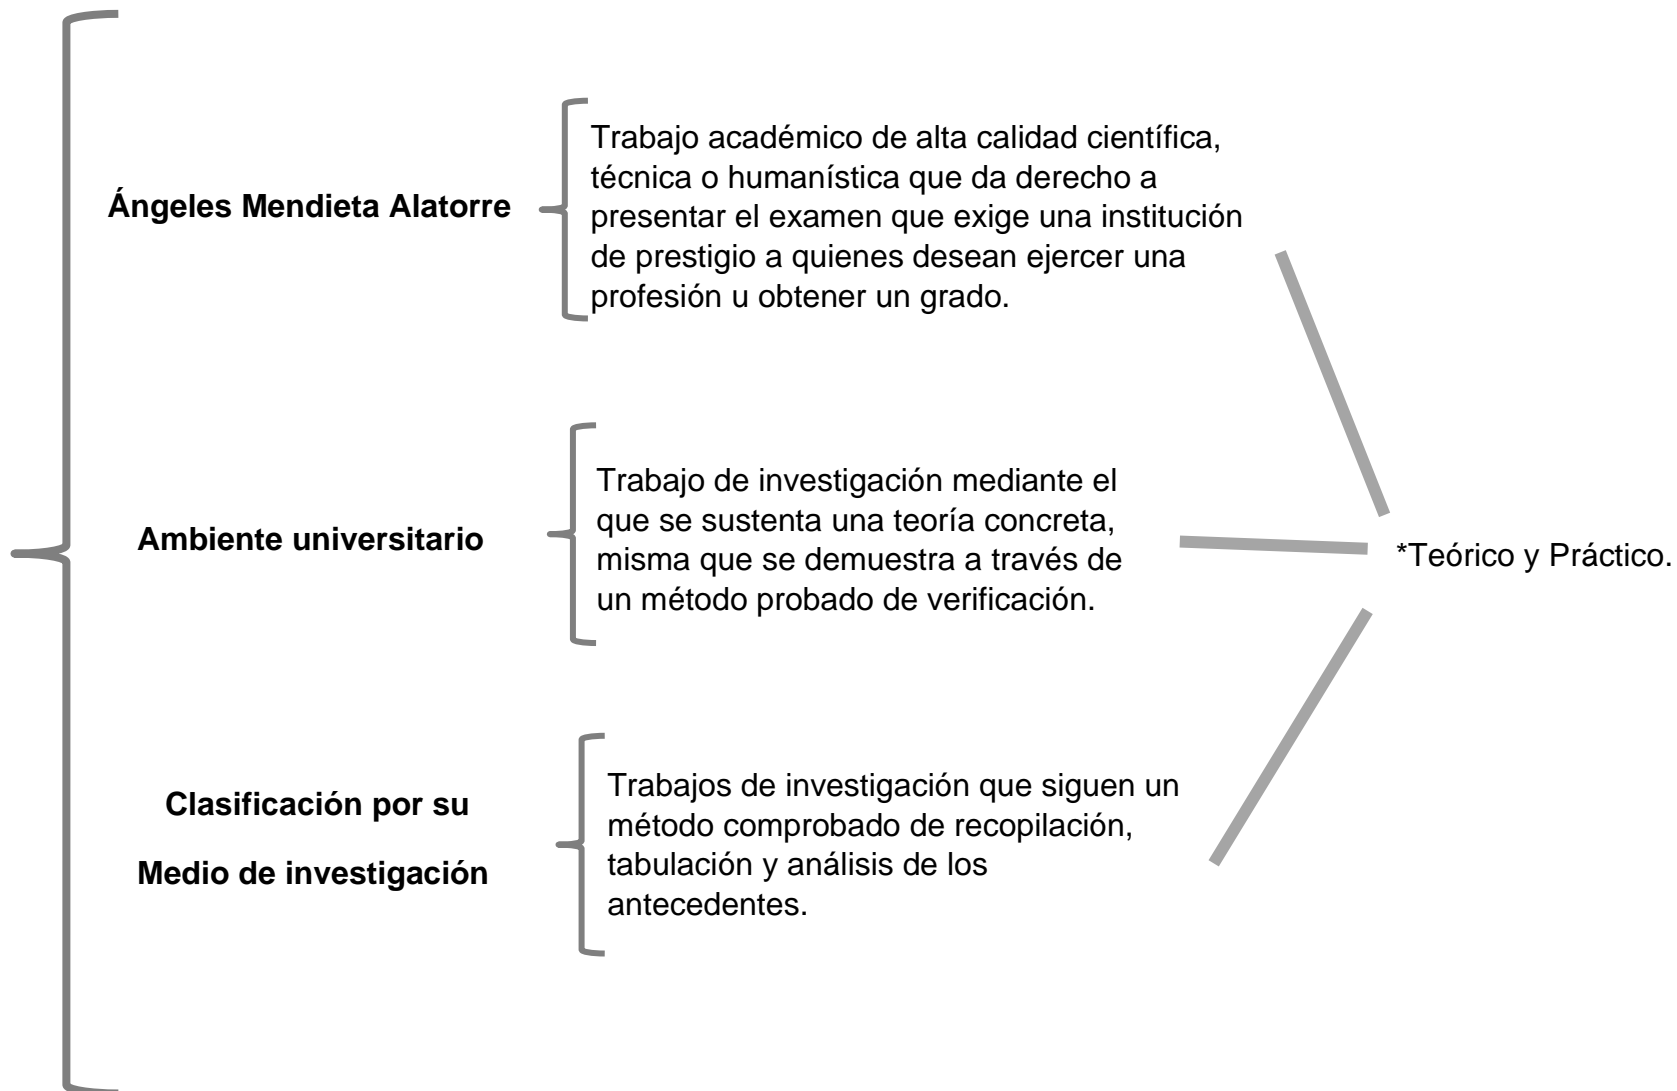 Ángeles Mendieta Alatorre
Trabajo académico de alta calidad científica,
técnica o humanística que da derecho a
presentar el examen que exige una institución
de prestigio a quienes desean ejercer una
profesión u obtener un grado.
Ambiente universitario
Trabajo de investigación mediante el
que se sustenta una teoría concreta,
misma que se demuestra a través de
un método probado de verificación.
Clasificación por su
Medio de investigación
Trabajos de investigación que siguen un
método comprobado de recopilación,
tabulación y análisis de los
antecedentes.
*Teórico y Práctico.